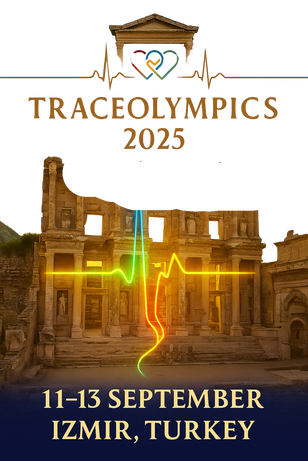 TRACEOLYMPICS
2025
11–13 SEPTEMBER
IZMIR, TURKEY